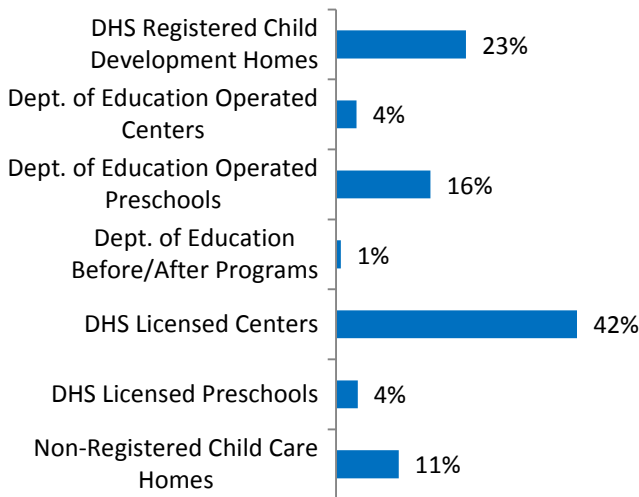 DHS Registered Child
Development Homes
23%
Dept. of Education Operated
Centers
4%
Dept. of Education Operated
Preschools
16%
Dept. of Education
Before/After Programs
1%
DHS Licensed Centers
42%
DHS Licensed Preschools
4%
Non-Registered Child Care
Homes
11%